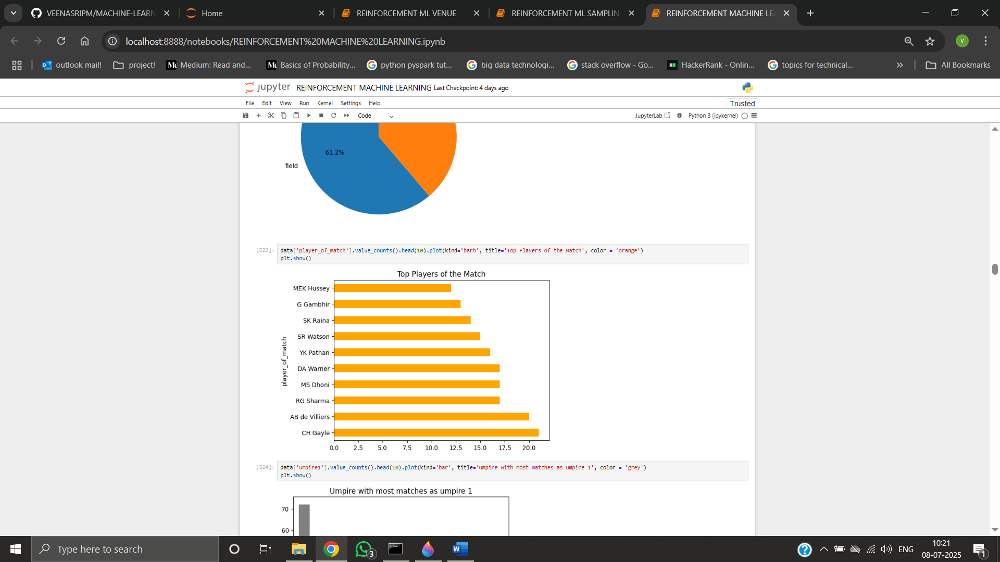 VEENASRIPM/MACHINE-LEARN
Home
REINFORCEMENT ML VENUE
REINFORCEMENT ML SAMPLIN
REINFORCEMENT MACHINE LE
localhost:8888/notebooks/REINFORCEMENT%20MACHINE%20LEARNING.ipynb
V
outlook mail!
project!
Medium: Read and...
Basics of Probability...
python pyspark tut...
big data technologi...
stack overflow - Go...
HackerRank - Onlin...
topics for technical...
All Bookmarks
jupyter REINFORCEMENT MACHINE LEARNING Last Checkpoint: 4 days ago
File Edit View Run Kernel Settings Help
Trusted
Code
JupyterLab
Python 3 (ipykernel)
61.2%
field
[523]: data['player_of_match'].value_counts().head(10).plot(kind='barh', title='Top Players of the Match', color = 'orange')
plt.show()
Top Players of the Match
MEK Hussey
G Gambhir
SK Raina
SR Watson
YK Pathan
DA Warner
MS Dhoni
RG Sharma
AB de Villiers
CH Gayle
player_of_match
0.0 2.5 5.0 7.5 10.0 12.5 15.0 17.5 20.0
[524]: data['umpire1'].value_counts().head(10).plot(kind='bar', title='Umpire with most matches as umpire 1', color = 'grey')
plt.show()
Umpire with most matches as umpire 1
70
60
Type here to search
3
ENG
10:21
08-07-2025
1